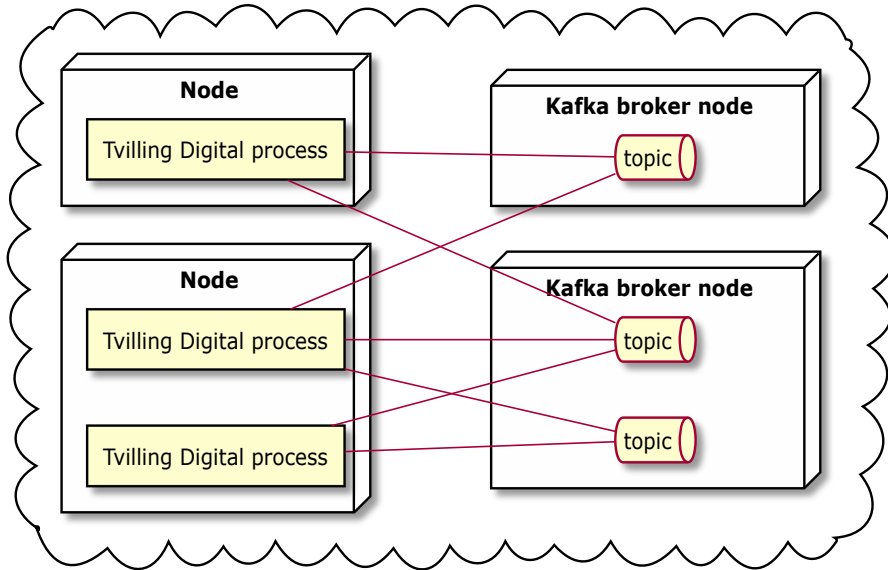 Node
Tvilling Digital process
Kafka broker node
topic
Node
Tvilling Digital process
Tvilling Digital process
Kafka broker node
topic
topic